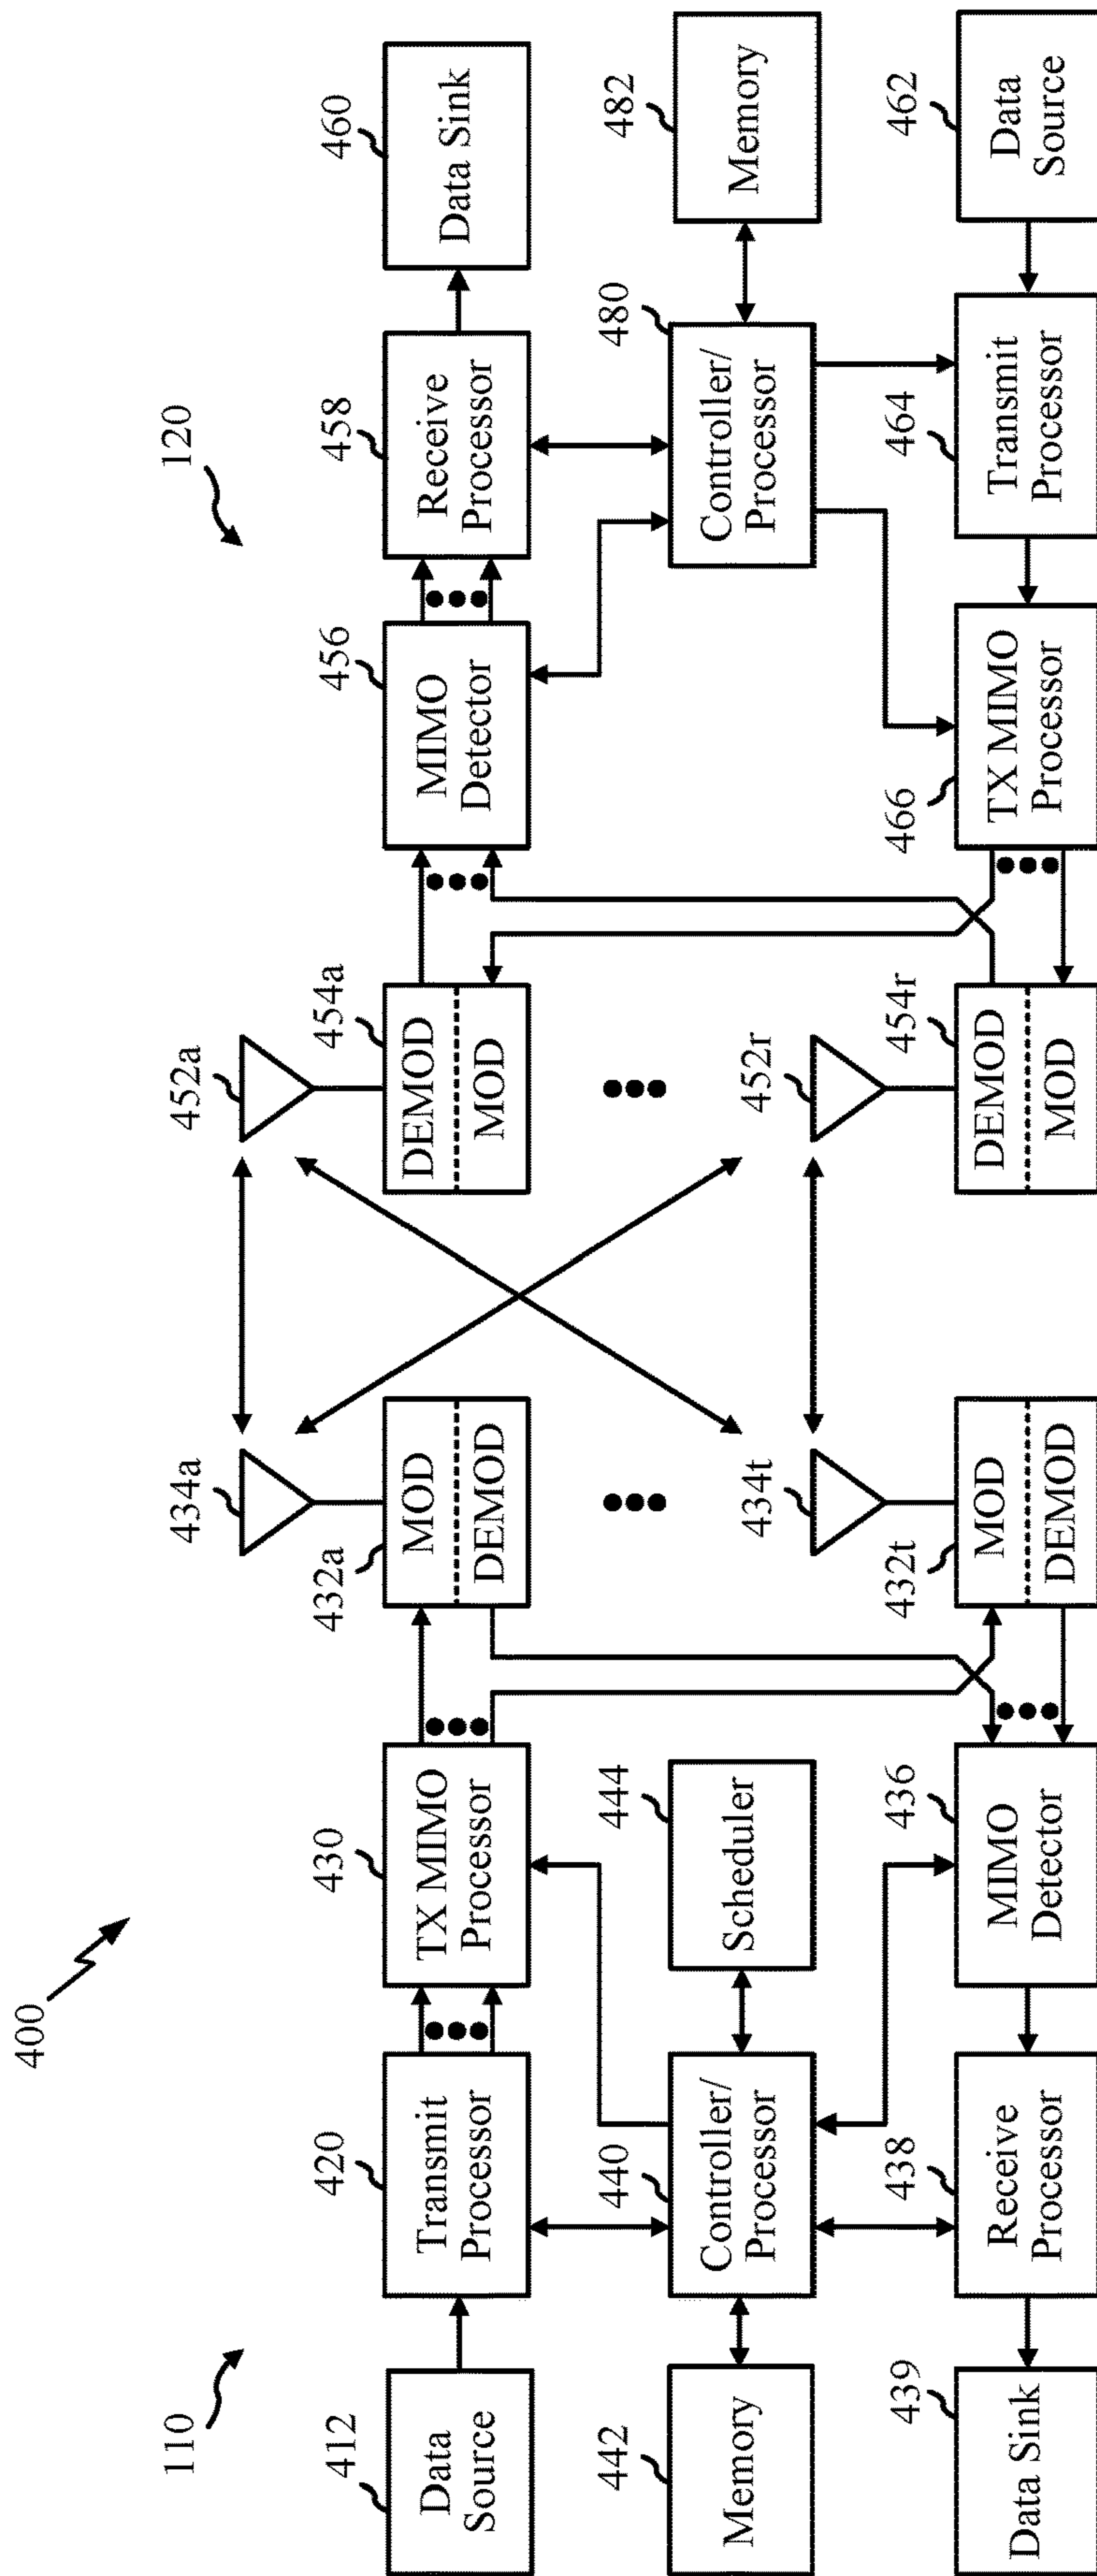 400
110
120
412
Data
Source
420
Transmit
Processor
430
TX MIMO
Processor
432a
MOD
DEMOD
434a
452a
454a
DEMOD
MOD
456
MIMO
Detector
458
Receive
Processor
460
Data Sink
442
Memory
440
Controller/
Processor
444
Scheduler
480
Controller/
Processor
482
Memory
439
Data Sink
438
Receive
Processor
436
MIMO
Detector
432t
MOD
DEMOD
434t
452r
454r
DEMOD
MOD
466
TX MIMO
Processor
464
Transmit
Processor
462
Data
Source